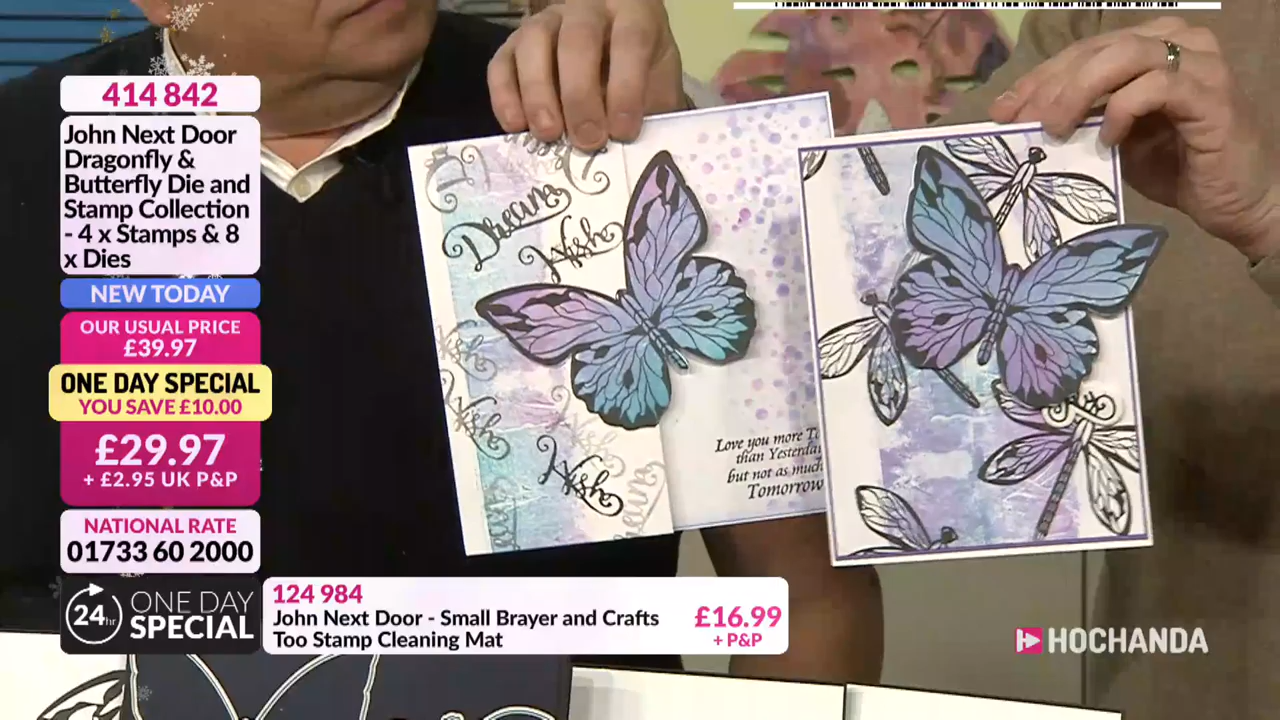 414 842
John Next Door
Dragonfly &
Butterfly Die and
Stamp Collection
- 4 x Stamps & 8
x Dies
NEW TODAY
OUR USUAL PRICE
£39.97
ONE DAY SPECIAL
YOU SAVE £10.00
£29.97
+ £2.95 UK P&P
NATIONAL RATE
01733 60 2000
24hr
ONE DAY
SPECIAL
124 984
John Next Door - Small Brayer and Crafts
Too Stamp Cleaning Mat
£16.99
+ P&P
HOCHANDA
Dreams
Wish
Wish
Wish
Wish
Love you more
than
but not as much
Tomorrow